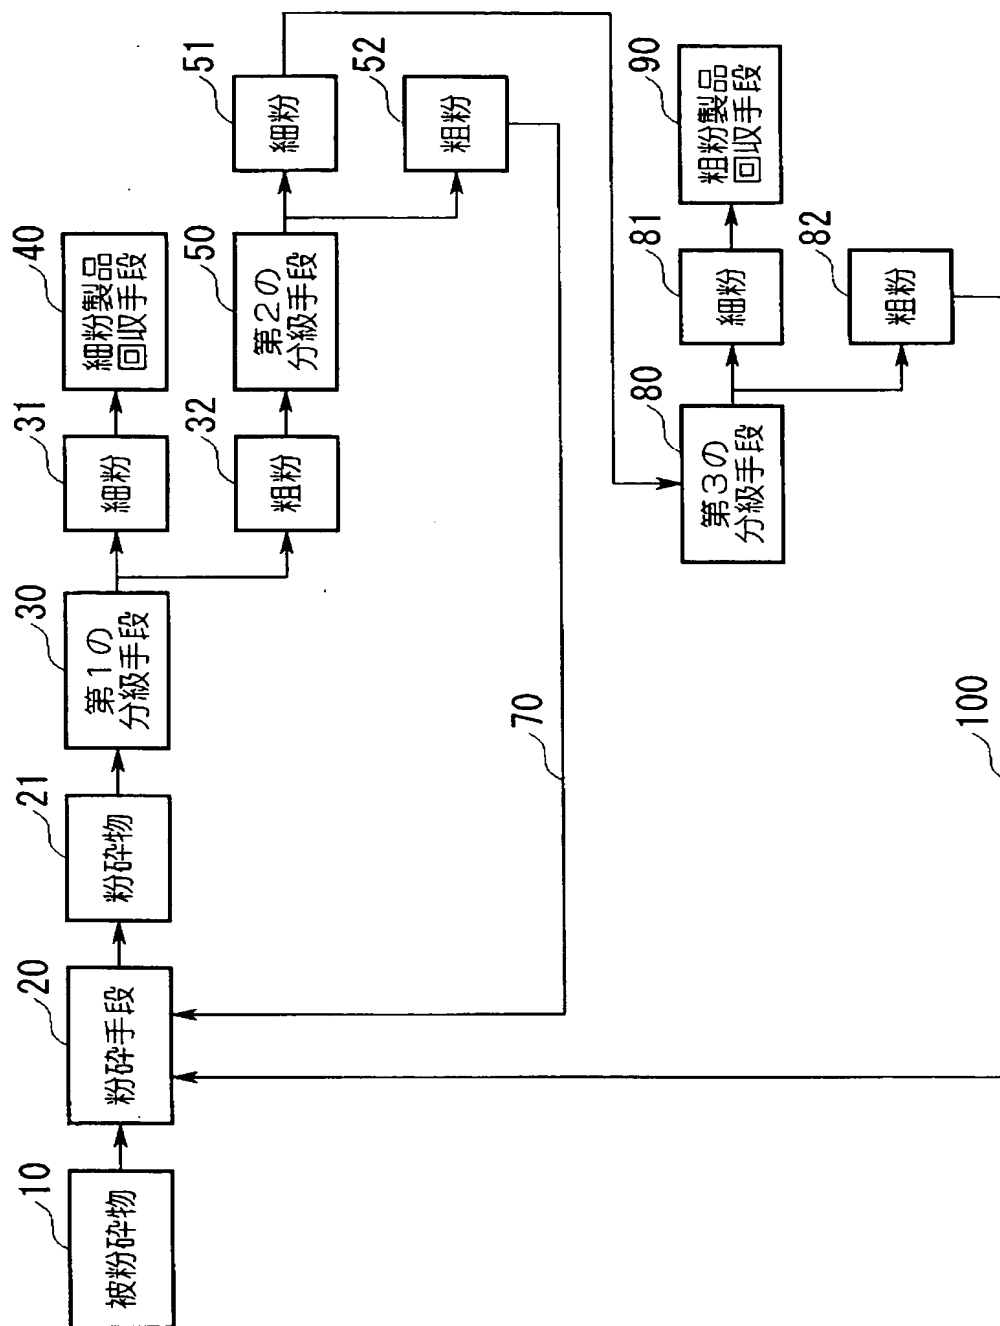 10
被粉砕物
20
粉砕手段
21
粉砕物
30
第1の
分級手段
31
細粉
40
細粉製品
回収手段
32
粗粉
50
第2の
分級手段
51
細粉
52
粗粉
70
80
第3の
分級手段
81
細粉
90
粗粉製品
回収手段
82
粗粉
100